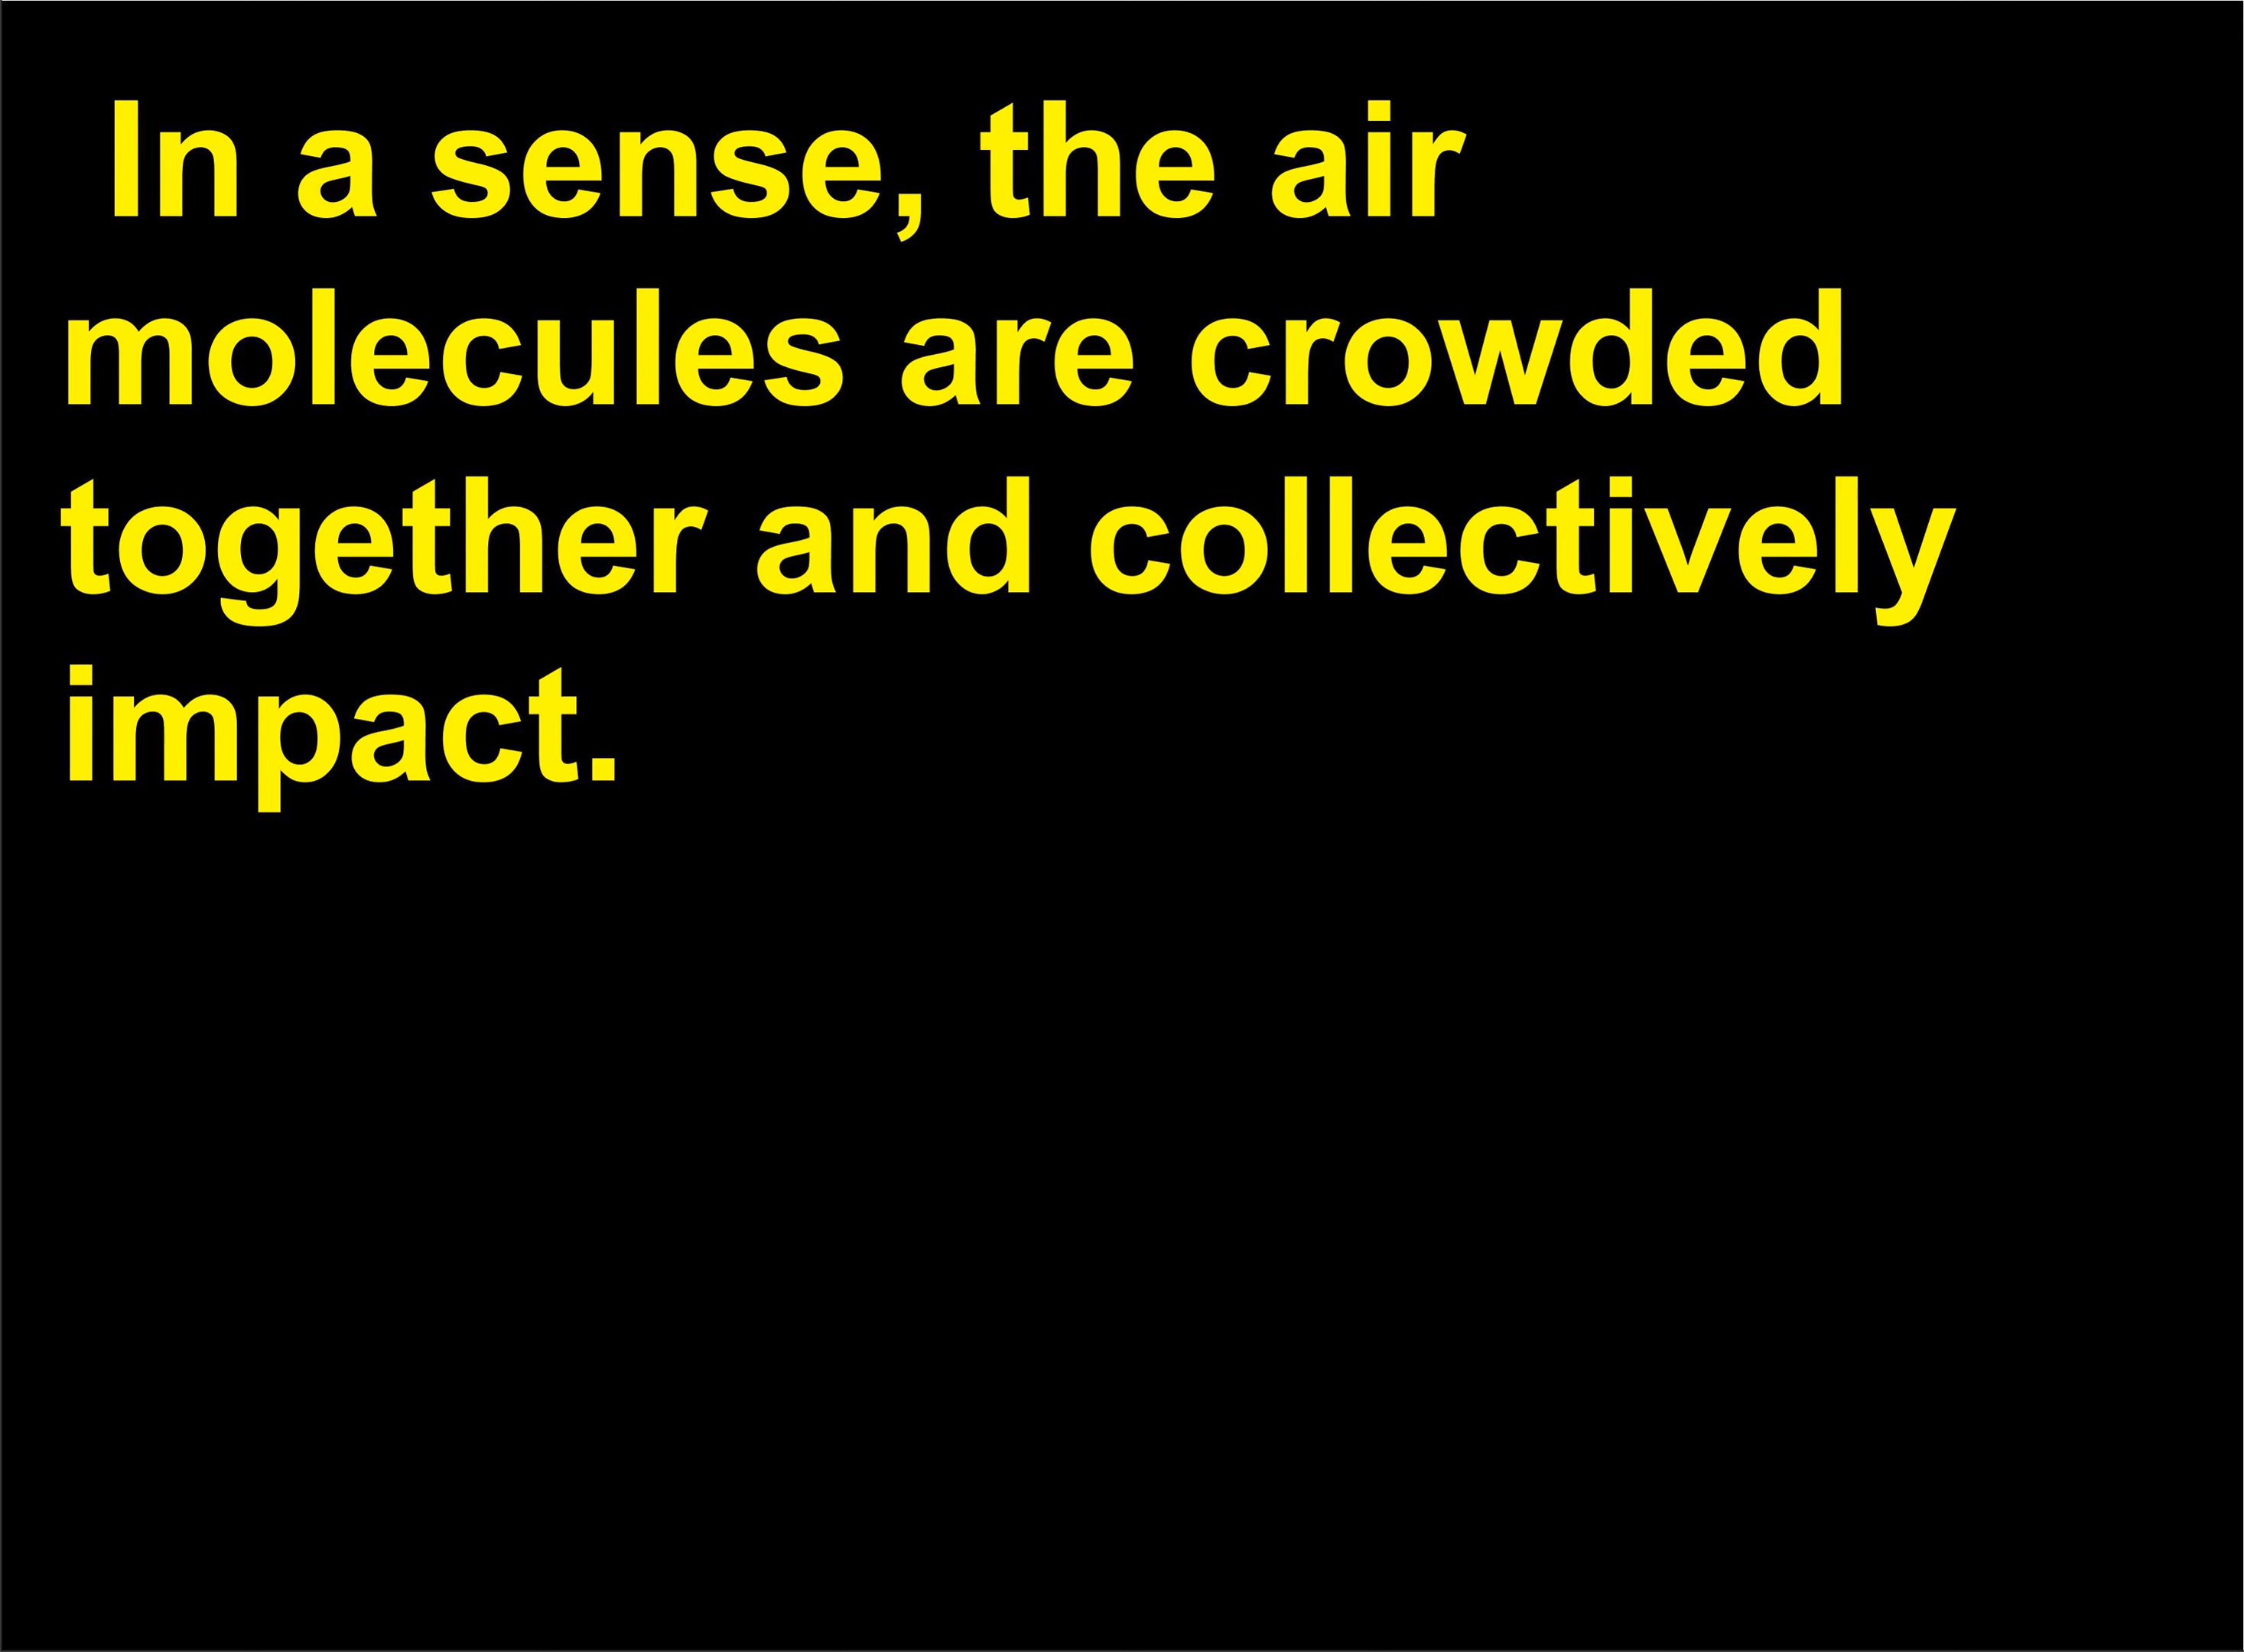 In a sense, the air
molecules are crowded
together and collectively
impact.